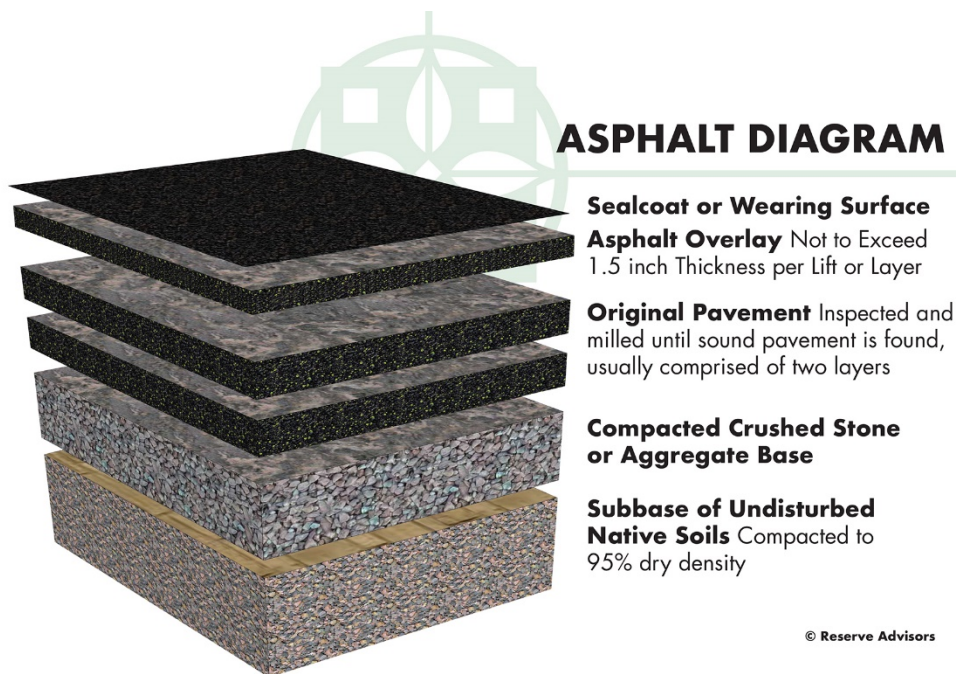 ASPHALT DIAGRAM
Sealcoat or Wearing Surface
Asphalt Overlay Not to Exceed
1.5 inch Thickness per Lift or Layer
Original Pavement Inspected and
milled until sound pavement is found,
usually comprised of two layers
Compacted Crushed Stone
or Aggregate Base
Subbase of Undisturbed
Native Soils Compacted to
95% dry density
© Reserve Advisors